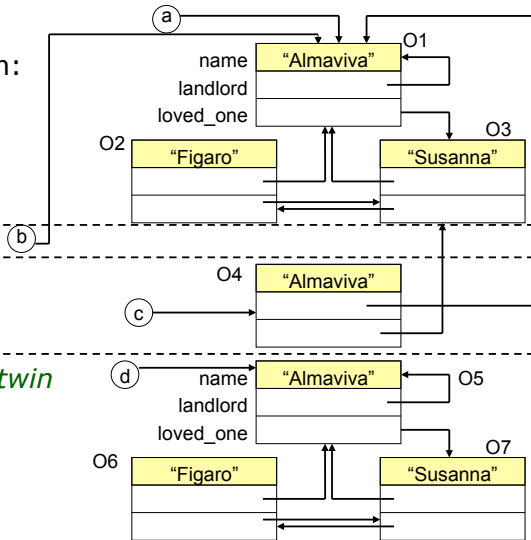 a
O1
name “Almaviva”
n:
landlord
loved_one
O2 O3
“Figaro” “Susanna”
b
O4
“Almaviva”
c
twin d name “Almaviva” O5
landlord
loved_one
O6 O7
“Figaro” “Susanna”